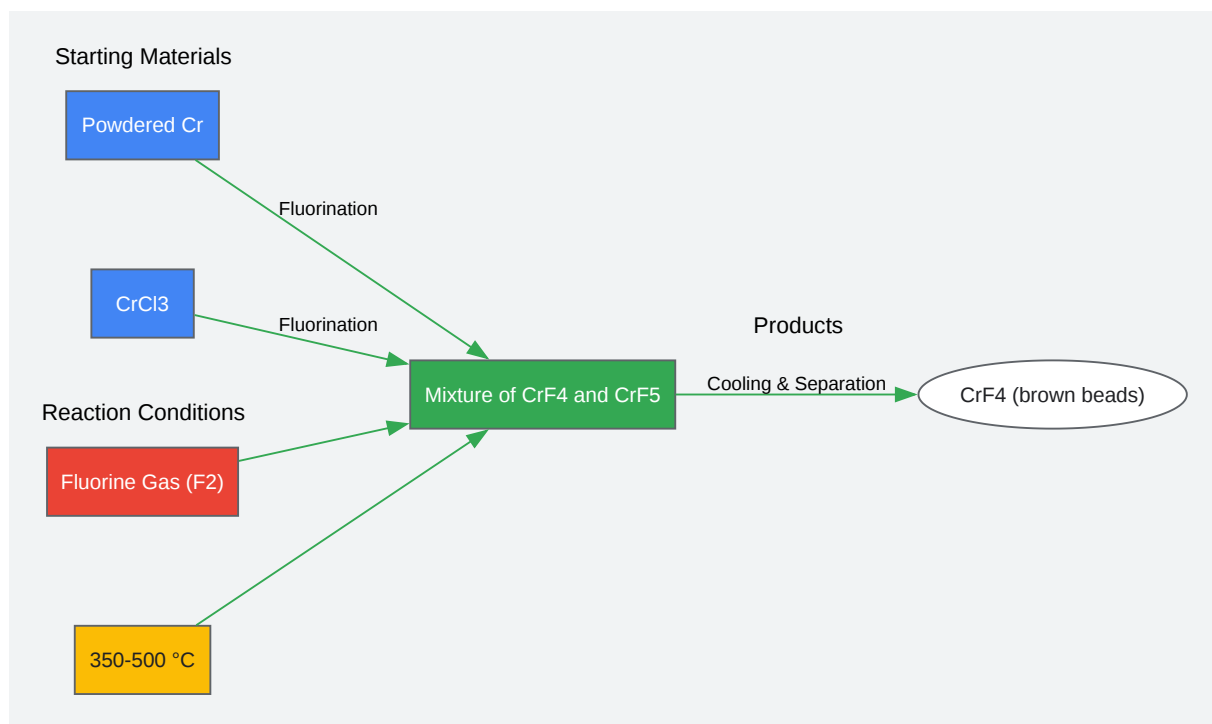 Starting Materials
Powdered Cr
Fluorination
CrCl3
Fluorination
Products
Mixture of CrF4 and CrF5
Cooling & Separation
CrF4 (brown beads)
Reaction Conditions
Fluorine Gas (F2)
350-500 °C